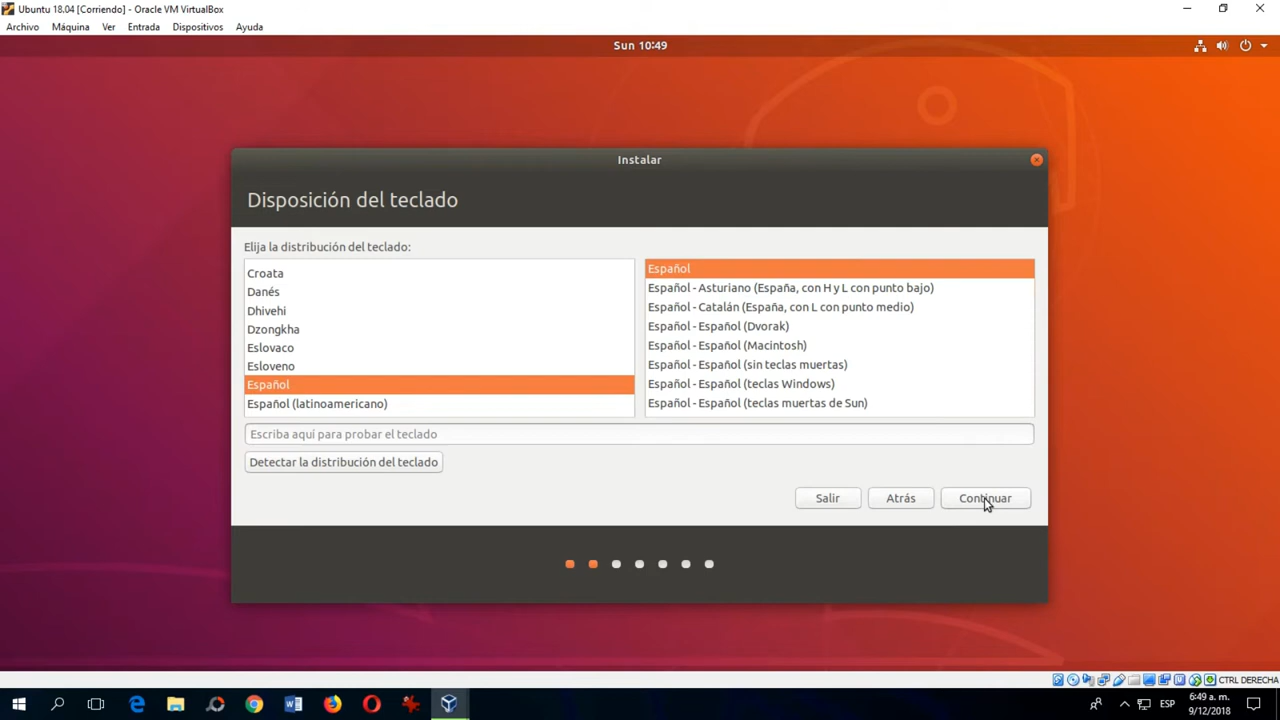 Ubuntu 18.04 [Corriendo] - Oracle VM VirtualBox
Archivo Máquina Ver Entrada Dispositivos Ayuda
Sun 10:49
Instalar
Disposición del teclado
Elija la distribución del teclado:
Croata
Danés
Dhivehi
Dzongkha
Eslovaco
Esloveno
Español
Español (latinoamericano)
Español
Español - Asturiano (España, con H y L con punto bajo)
Español - Catalán (España, con L con punto medio)
Español - Español (Dvorak)
Español - Español (Macintosh)
Español - Español (sin teclas muertas)
Español - Español (teclas Windows)
Español - Español (teclas muertas de Sun)
Escriba aquí para probar el teclado
Detectar la distribución del teclado
Salir Atrás Continuar
CTRL DERECHA
ESP
6:49 a. m.
9/12/2018